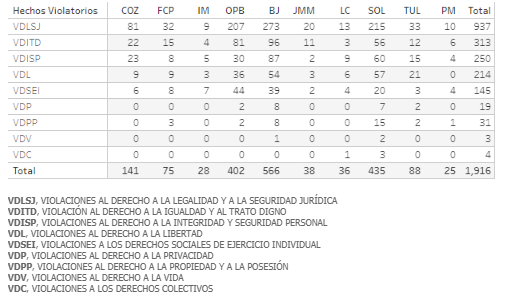 Hechos Violatorios COZ FCP IM OPB BJ JMM LC SOL TUL PM Total
VDLSJ 81 32 9 207 273 20 13 215 33 10 937
VDITD 22 15 4 81 96 11 3 56 12 6 313
VDISP 23 8 5 30 87 2 9 60 15 4 250
VDL 9 9 3 36 54 3 6 57 21 0 214
VDSEI 6 8 7 44 39 2 4 20 3 4 145
VDP 0 0 0 2 8 0 0 7 2 0 19
VDPP 0 3 0 2 8 0 0 15 2 1 31
VDV 0 0 0 0 1 0 0 2 0 0 3
VDC 0 0 0 0 0 0 1 3 0 0 4
Total 141 75 28 402 566 38 36 435 88 25 1,916
VDLSJ, VIOLACIONES AL DERECHO A LA LEGALIDAD Y A LA SEGURIDAD JURÍDICA
VDITD, VIOLACIÓN AL DERECHO A LA IGUALDAD Y AL TRATO DIGNO
VDISP, VIOLACIONES AL DERECHO A LA INTEGRIDAD Y SEGURIDAD PERSONAL
VDL, VIOLACIONES AL DERECHO A LA LIBERTAD
VDSEI, VIOLACIONES A LOS DERECHOS SOCIALES DE EJERCICIO INDIVIDUAL
VDP, VIOLACIONES AL DERECHO A LA PRIVACIDAD
VDPP, VIOLACIONES AL DERECHO A LA PROPIEDAD Y A LA POSESIÓN
VDV, VIOLACIONES AL DERECHO A LA VIDA
VDC, VIOLACIONES A LOS DERECHOS COLECTIVOS